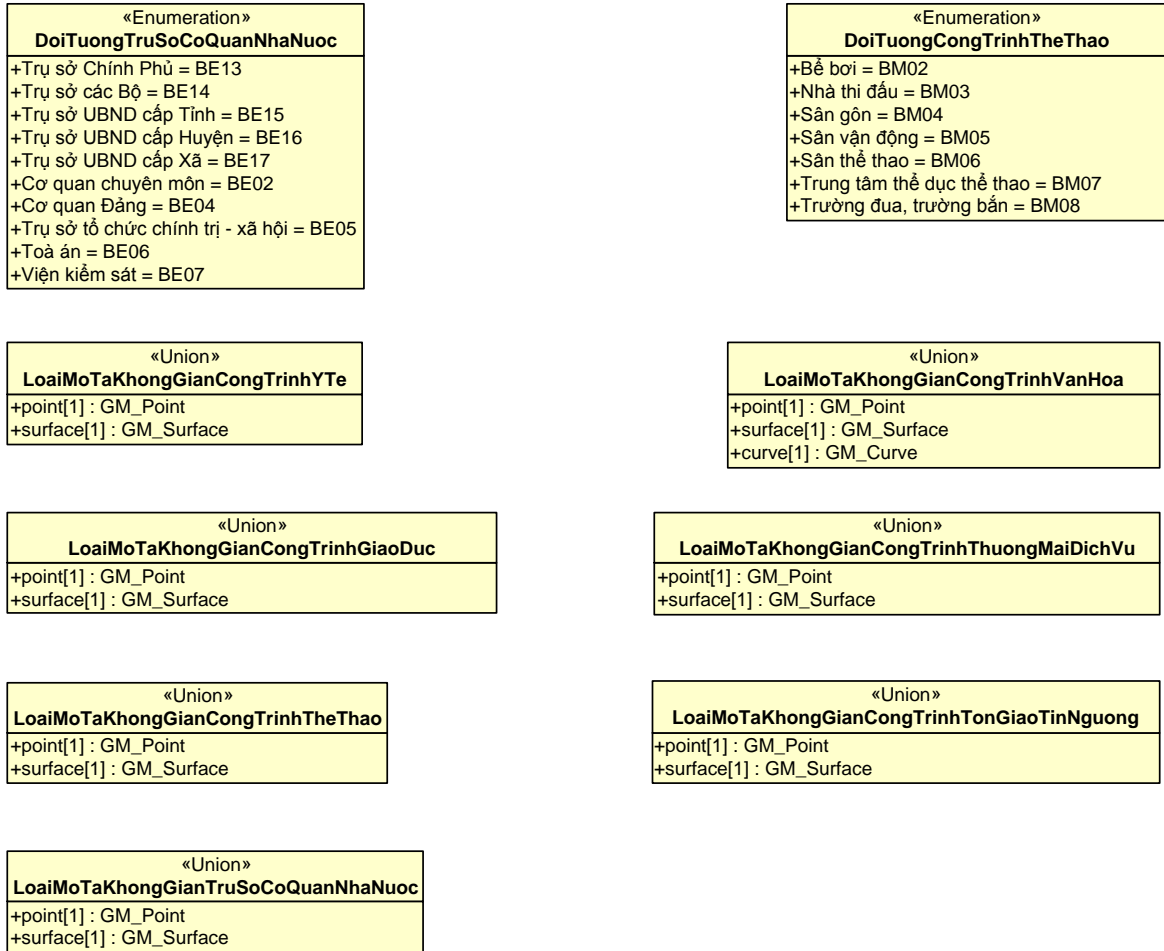 «Enumeration»
DoiTuongTruSoCoQuanNhaNuoc
+Trụ sở Chính Phủ = BE13
+Trụ sở các Bộ = BE14
+Trụ sở UBND cấp Tỉnh = BE15
+Trụ sở UBND cấp Huyện = BE16
+Trụ sở UBND cấp Xã = BE17
+Cơ quan chuyên môn = BE02
+Cơ quan Đảng = BE04
+Trụ sở tổ chức chính trị - xã hội = BE05
+Toà án = BE06
+Viện kiểm sát = BE07
«Enumeration»
DoiTuongCongTrinhTheThao
+Bể bơi = BM02
+Nhà thi đấu = BM03
+Sân gôn = BM04
+Sân vận động = BM05
+Sân thể thao = BM06
+Trung tâm thể dục thể thao = BM07
+Trường đua, trường bắn = BM08
«Union»
LoaiMoTaKhongGianCongTrinhYTe
+point[1] : GM_Point
+surface[1] : GM_Surface
«Union»
LoaiMoTaKhongGianCongTrinhVanHoa
+point[1] : GM_Point
+surface[1] : GM_Surface
+curve[1] : GM_Curve
«Union»
LoaiMoTaKhongGianCongTrinhGiaoDuc
+point[1] : GM_Point
+surface[1] : GM_Surface
«Union»
LoaiMoTaKhongGianCongTrinhThuongMaiDichVu
+point[1] : GM_Point
+surface[1] : GM_Surface
«Union»
LoaiMoTaKhongGianCongTrinhTheThao
+point[1] : GM_Point
+surface[1] : GM_Surface
«Union»
LoaiMoTaKhongGianCongTrinhTonGiaoTinNguong
+point[1] : GM_Point
+surface[1] : GM_Surface
«Union»
LoaiMoTaKhongGianTruSoCoQuanNhaNuoc
+point[1] : GM_Point
+surface[1] : GM_Surface